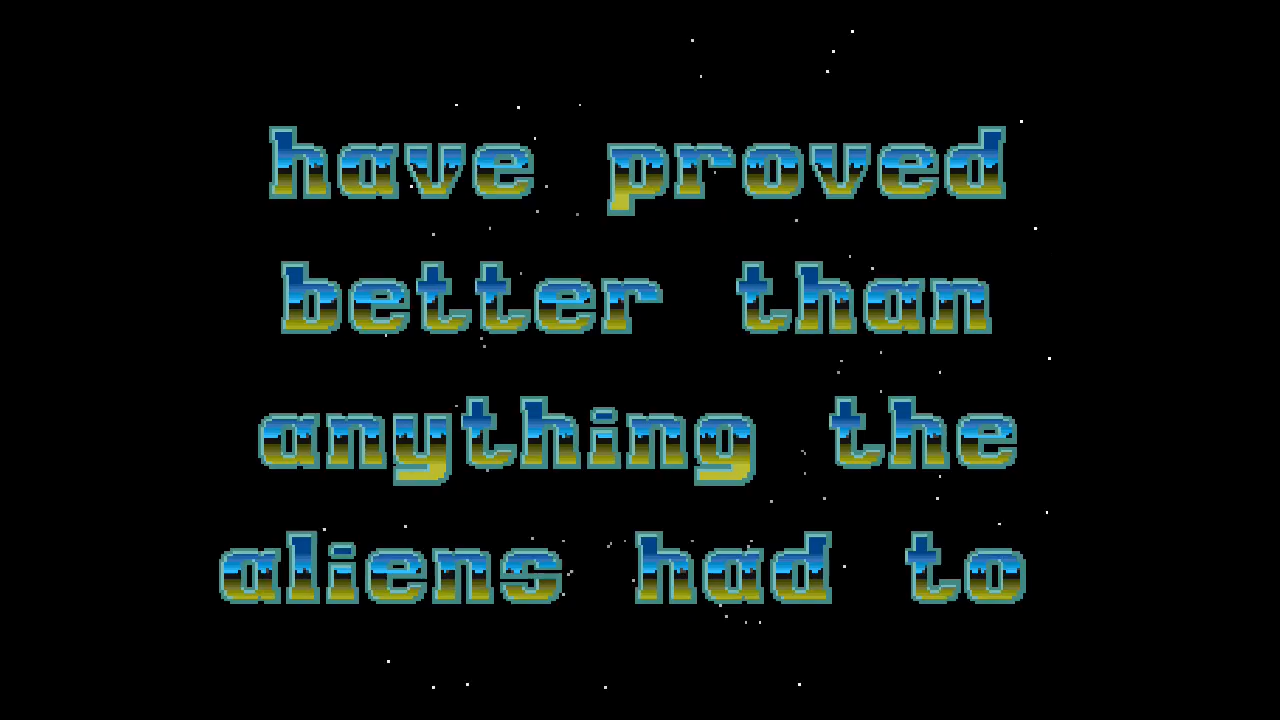 have proved
better than
anything the
aliens had to